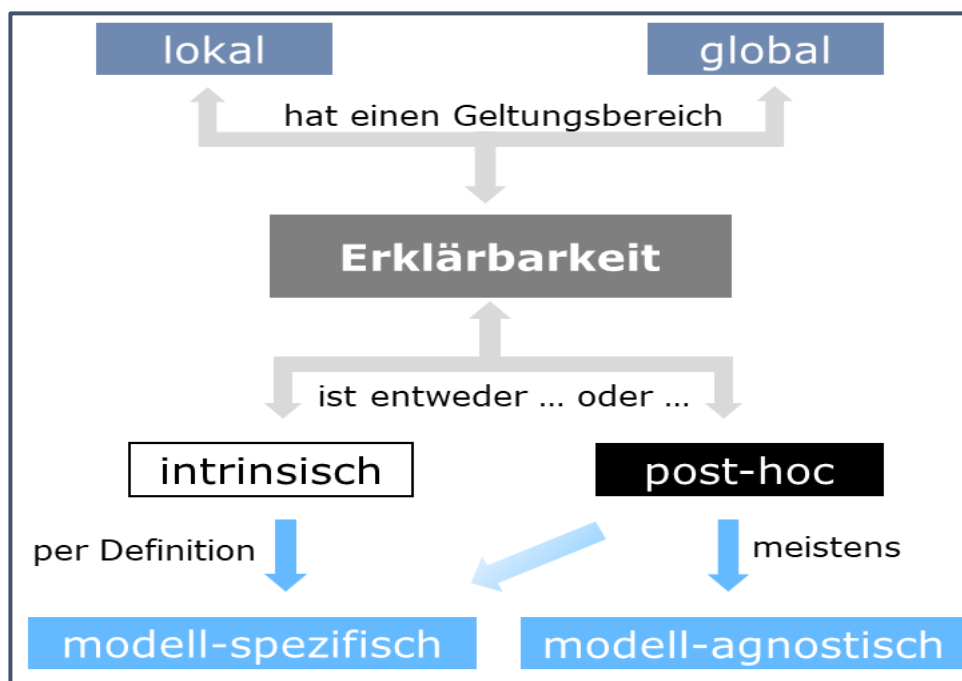 lokal
global
hat einen Geltungsbereich
Erklärbarkeit
ist entweder ... oder ...
intrinsisch
post-hoc
per Definition
meistens
modell-spezifisch
modell-agnostisch